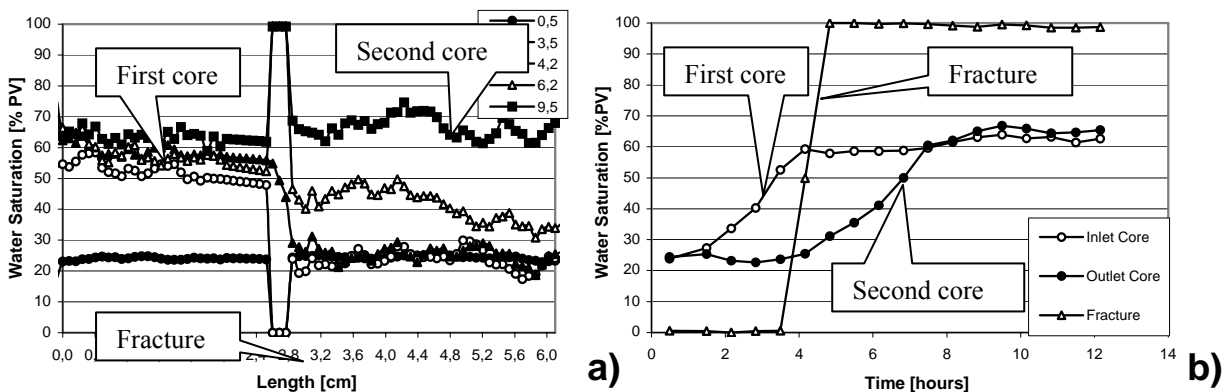 Water Saturation [% PV]
100
90
80
70
60
50
40
30
20
10
0
First core
Second core
Fracture
0,5
3,5
4,2
6,2
9,5
0,0
3,2
3,6
4,0
4,4
4,8
5,2
5,6
6,0
Length [cm]
a)
Water Saturation [%PV]
100
90
80
70
60
50
40
30
20
10
0
First core
Fracture
Second core
Inlet Core
Outlet Core
Fracture
0
2
4
6
8
10
12
14
Time [hours]
b)